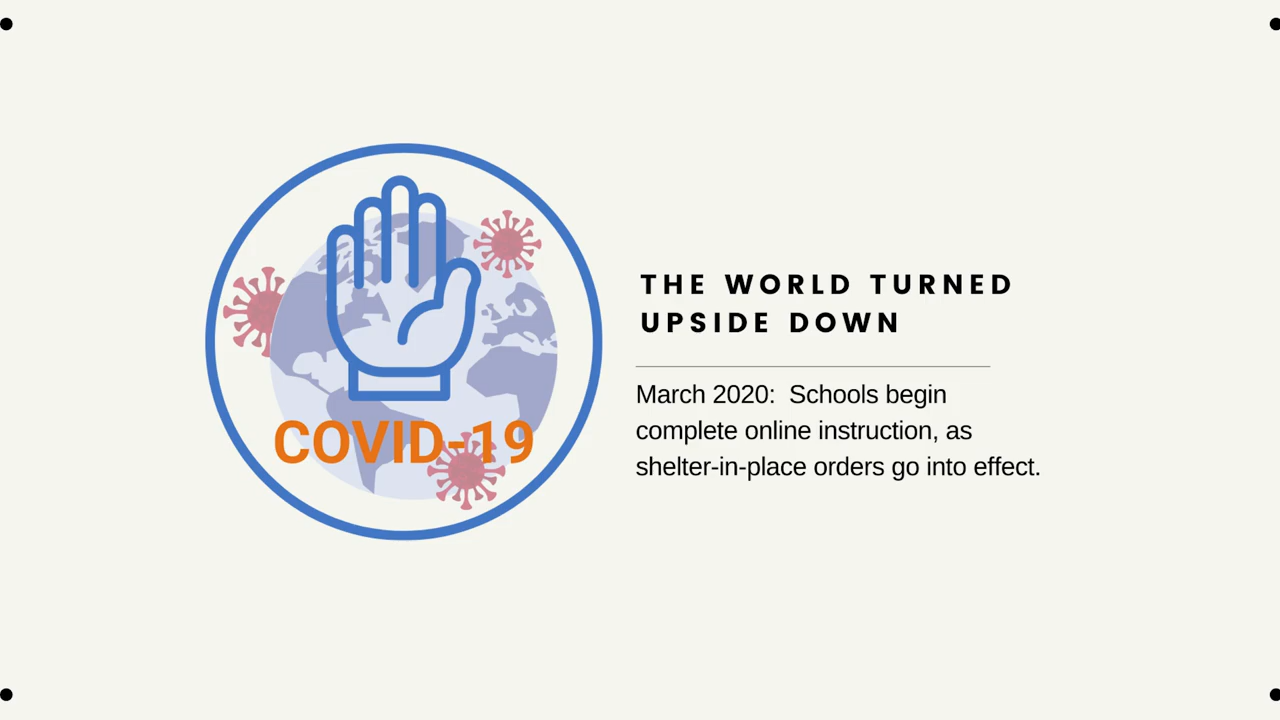 COVID-19
THE WORLD TURNED
UPSIDE DOWN
March 2020:  Schools begin
complete online instruction, as
shelter-in-place orders go into effect.